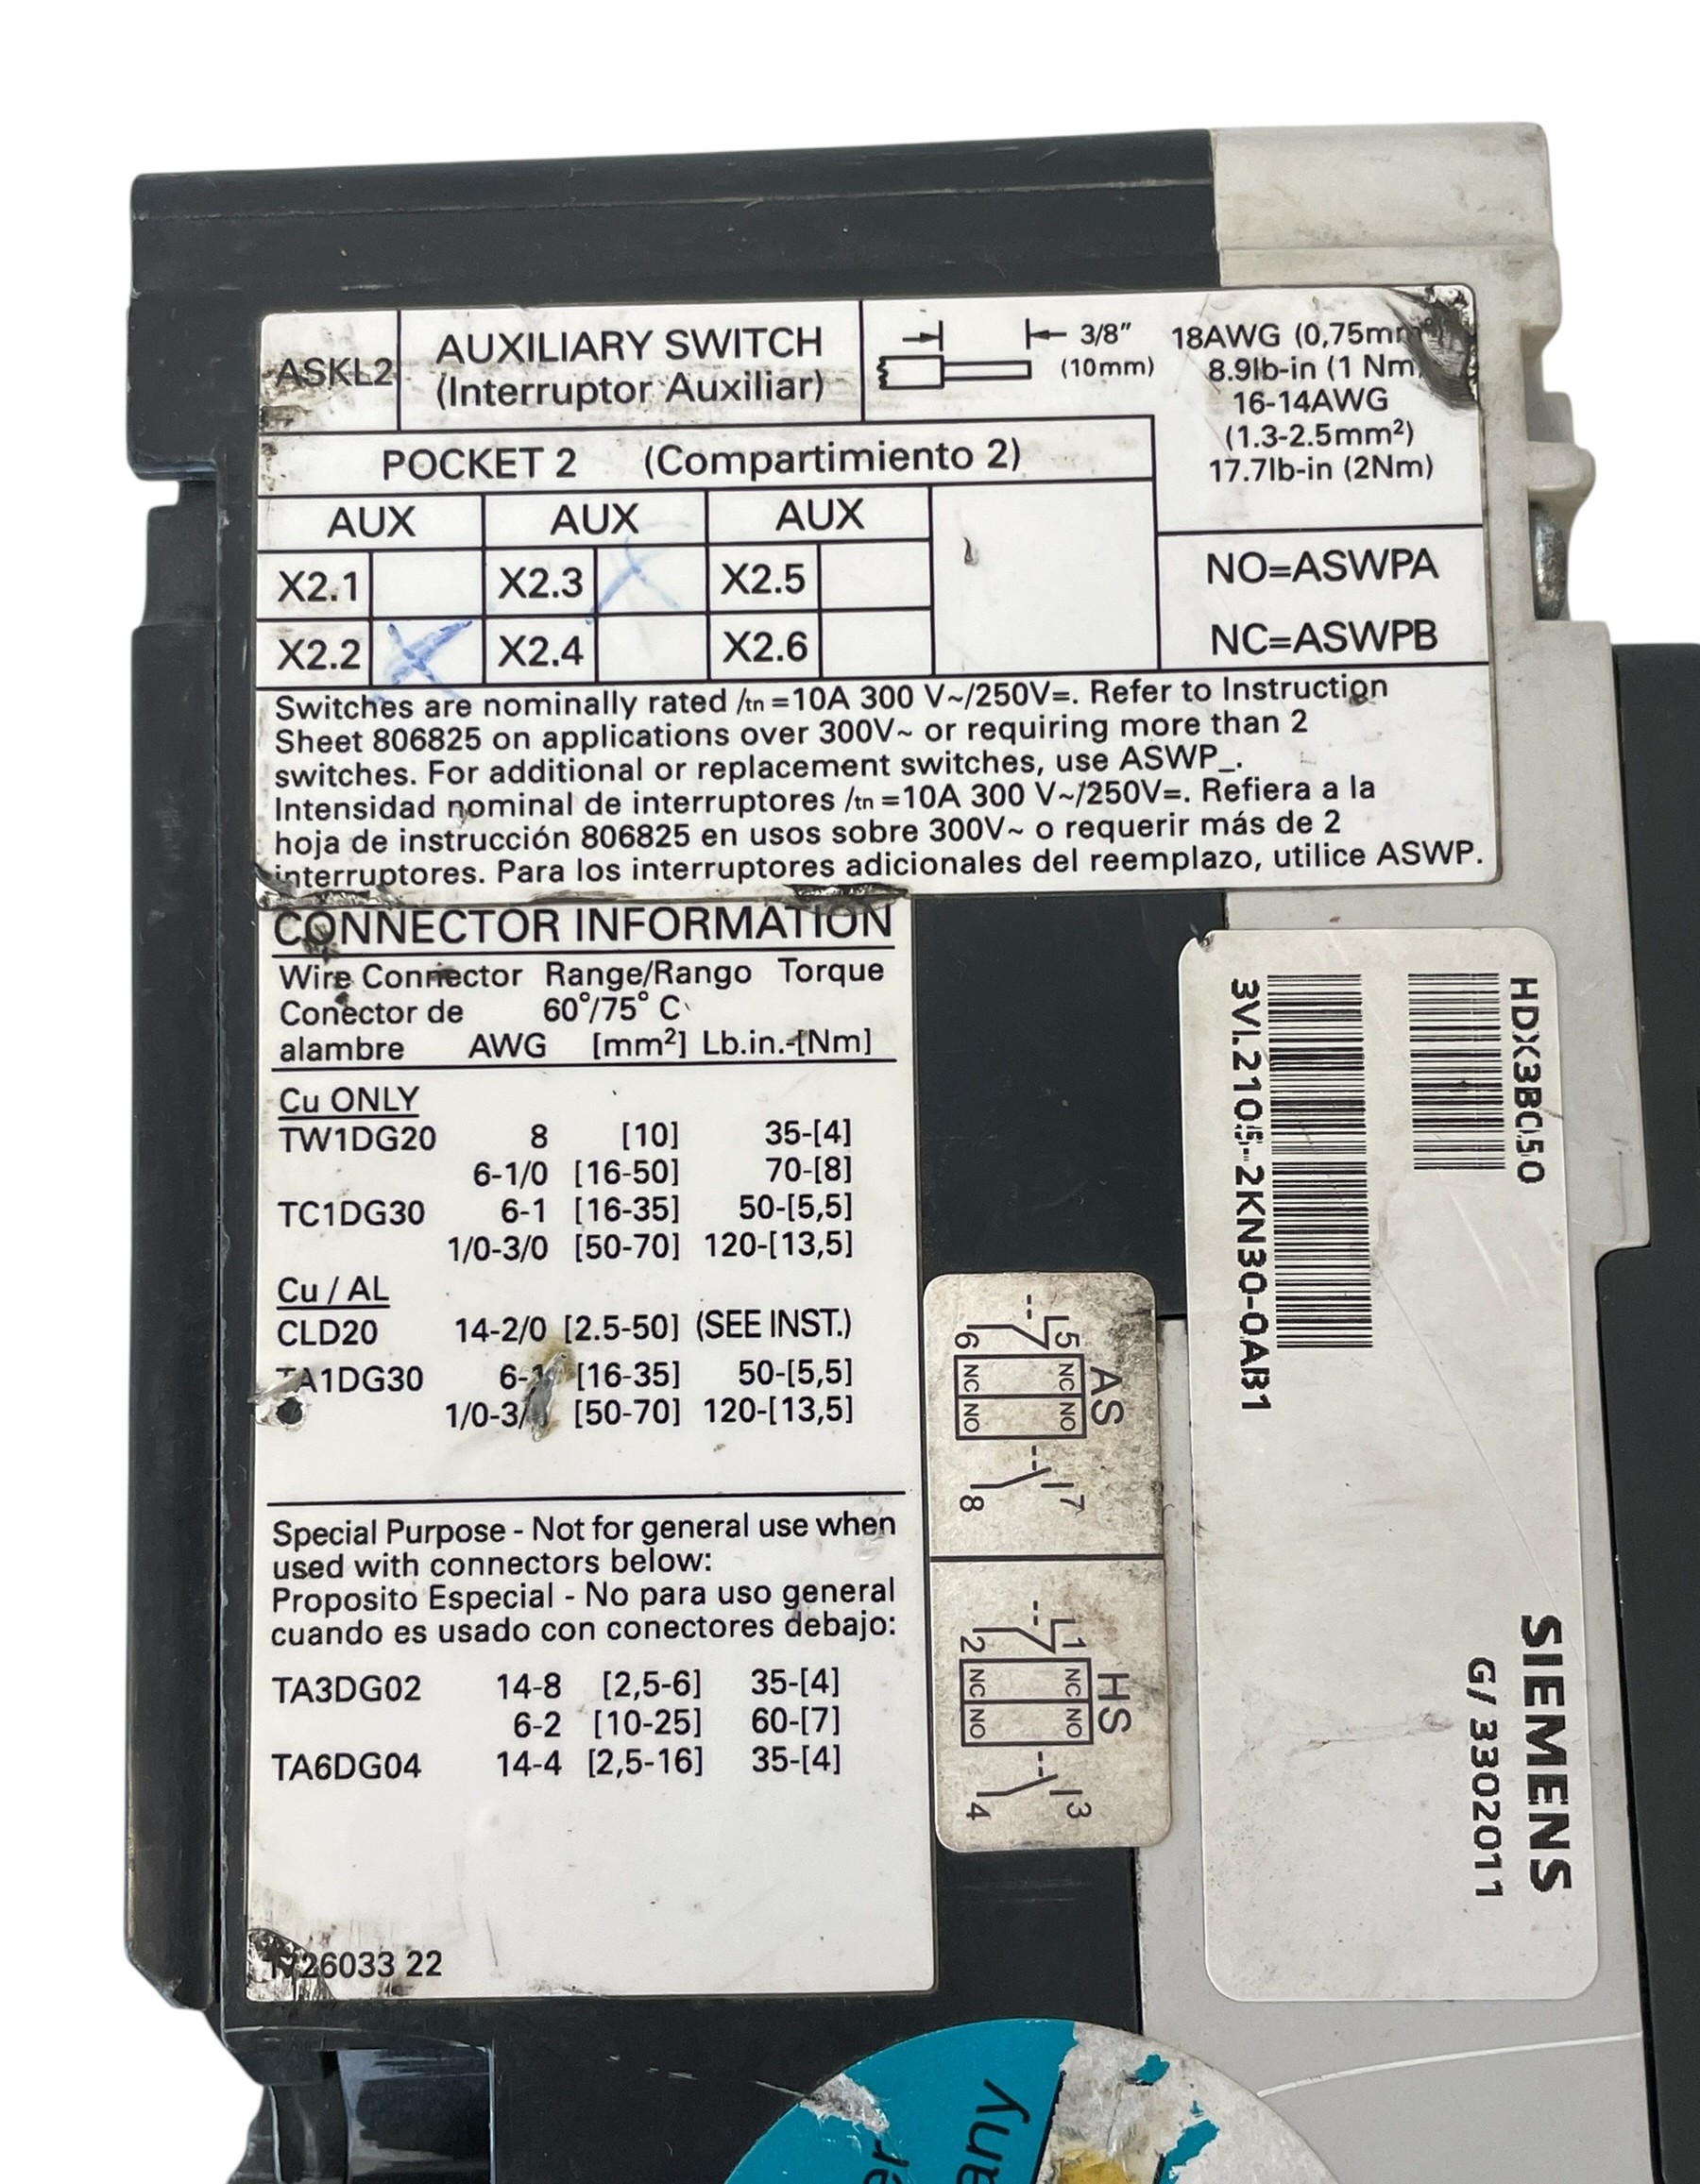 ASKL2
AUXILIARY SWITCH
(Interruptor Auxiliar)
3/8"
(10mm)
18AWG (0,75mm
8.9lb-in (1 Nm
16-14AWG
(1.3-2.5mm²)
17.7lb-in (2Nm)
POCKET 2 (Compartimiento 2)
AUX AUX AUX
X2.1 X2.3 X X2.5
X2.2 X X2.4 X2.6
NO=ASWPA
NC=ASWPB
Switches are nominally rated Itn =10A 300 V~/250V=. Refer to Instruction
Sheet 806825 on applications over 300V~ or requiring more than 2
switches. For additional or replacement switches, use ASWP_.
Intensidad nominal de interruptores Itn =10A 300 V~/250V=. Refiera a la
hoja de instrucción 806825 en usos sobre 300V~ o requerir más de 2
interruptores. Para los interruptores adicionales del reemplazo, utilice ASWP.
CONNECTOR INFORMATION
Wire Connector Range/Rango Torque
Conector de 60°/75° C
alambre AWG [mm²] Lb.in.-[Nm]
Cu ONLY
TW1DG20 8 [10] 35-[4]
6-1/0 [16-50] 70-[8]
TC1DG30 6-1 [16-35] 50-[5,5]
1/0-3/0 [50-70] 120-[13,5]
Cu / AL
CLD20 14-2/0 [2.5-50] (SEE INST.)
TA1DG30 6-1 [16-35] 50-[5,5]
1/0-3/ [50-70] 120-[13,5]
Special Purpose - Not for general use when
used with connectors below:
Proposito Especial - No para uso general
cuando es usado con conectores debajo:
TA3DG02 14-8 [2,5-6] 35-[4]
6-2 [10-25] 60-[7]
TA6DG04 14-4 [2,5-16] 35-[4]
26033 22
AS
5 NC NO 7
6 NC NO 8
HS
1 NC NO 3
2 NC NO 4
HDX3B050
3VL2105-2KN30-0AB1
SIEMENS
G/ 3302011
any